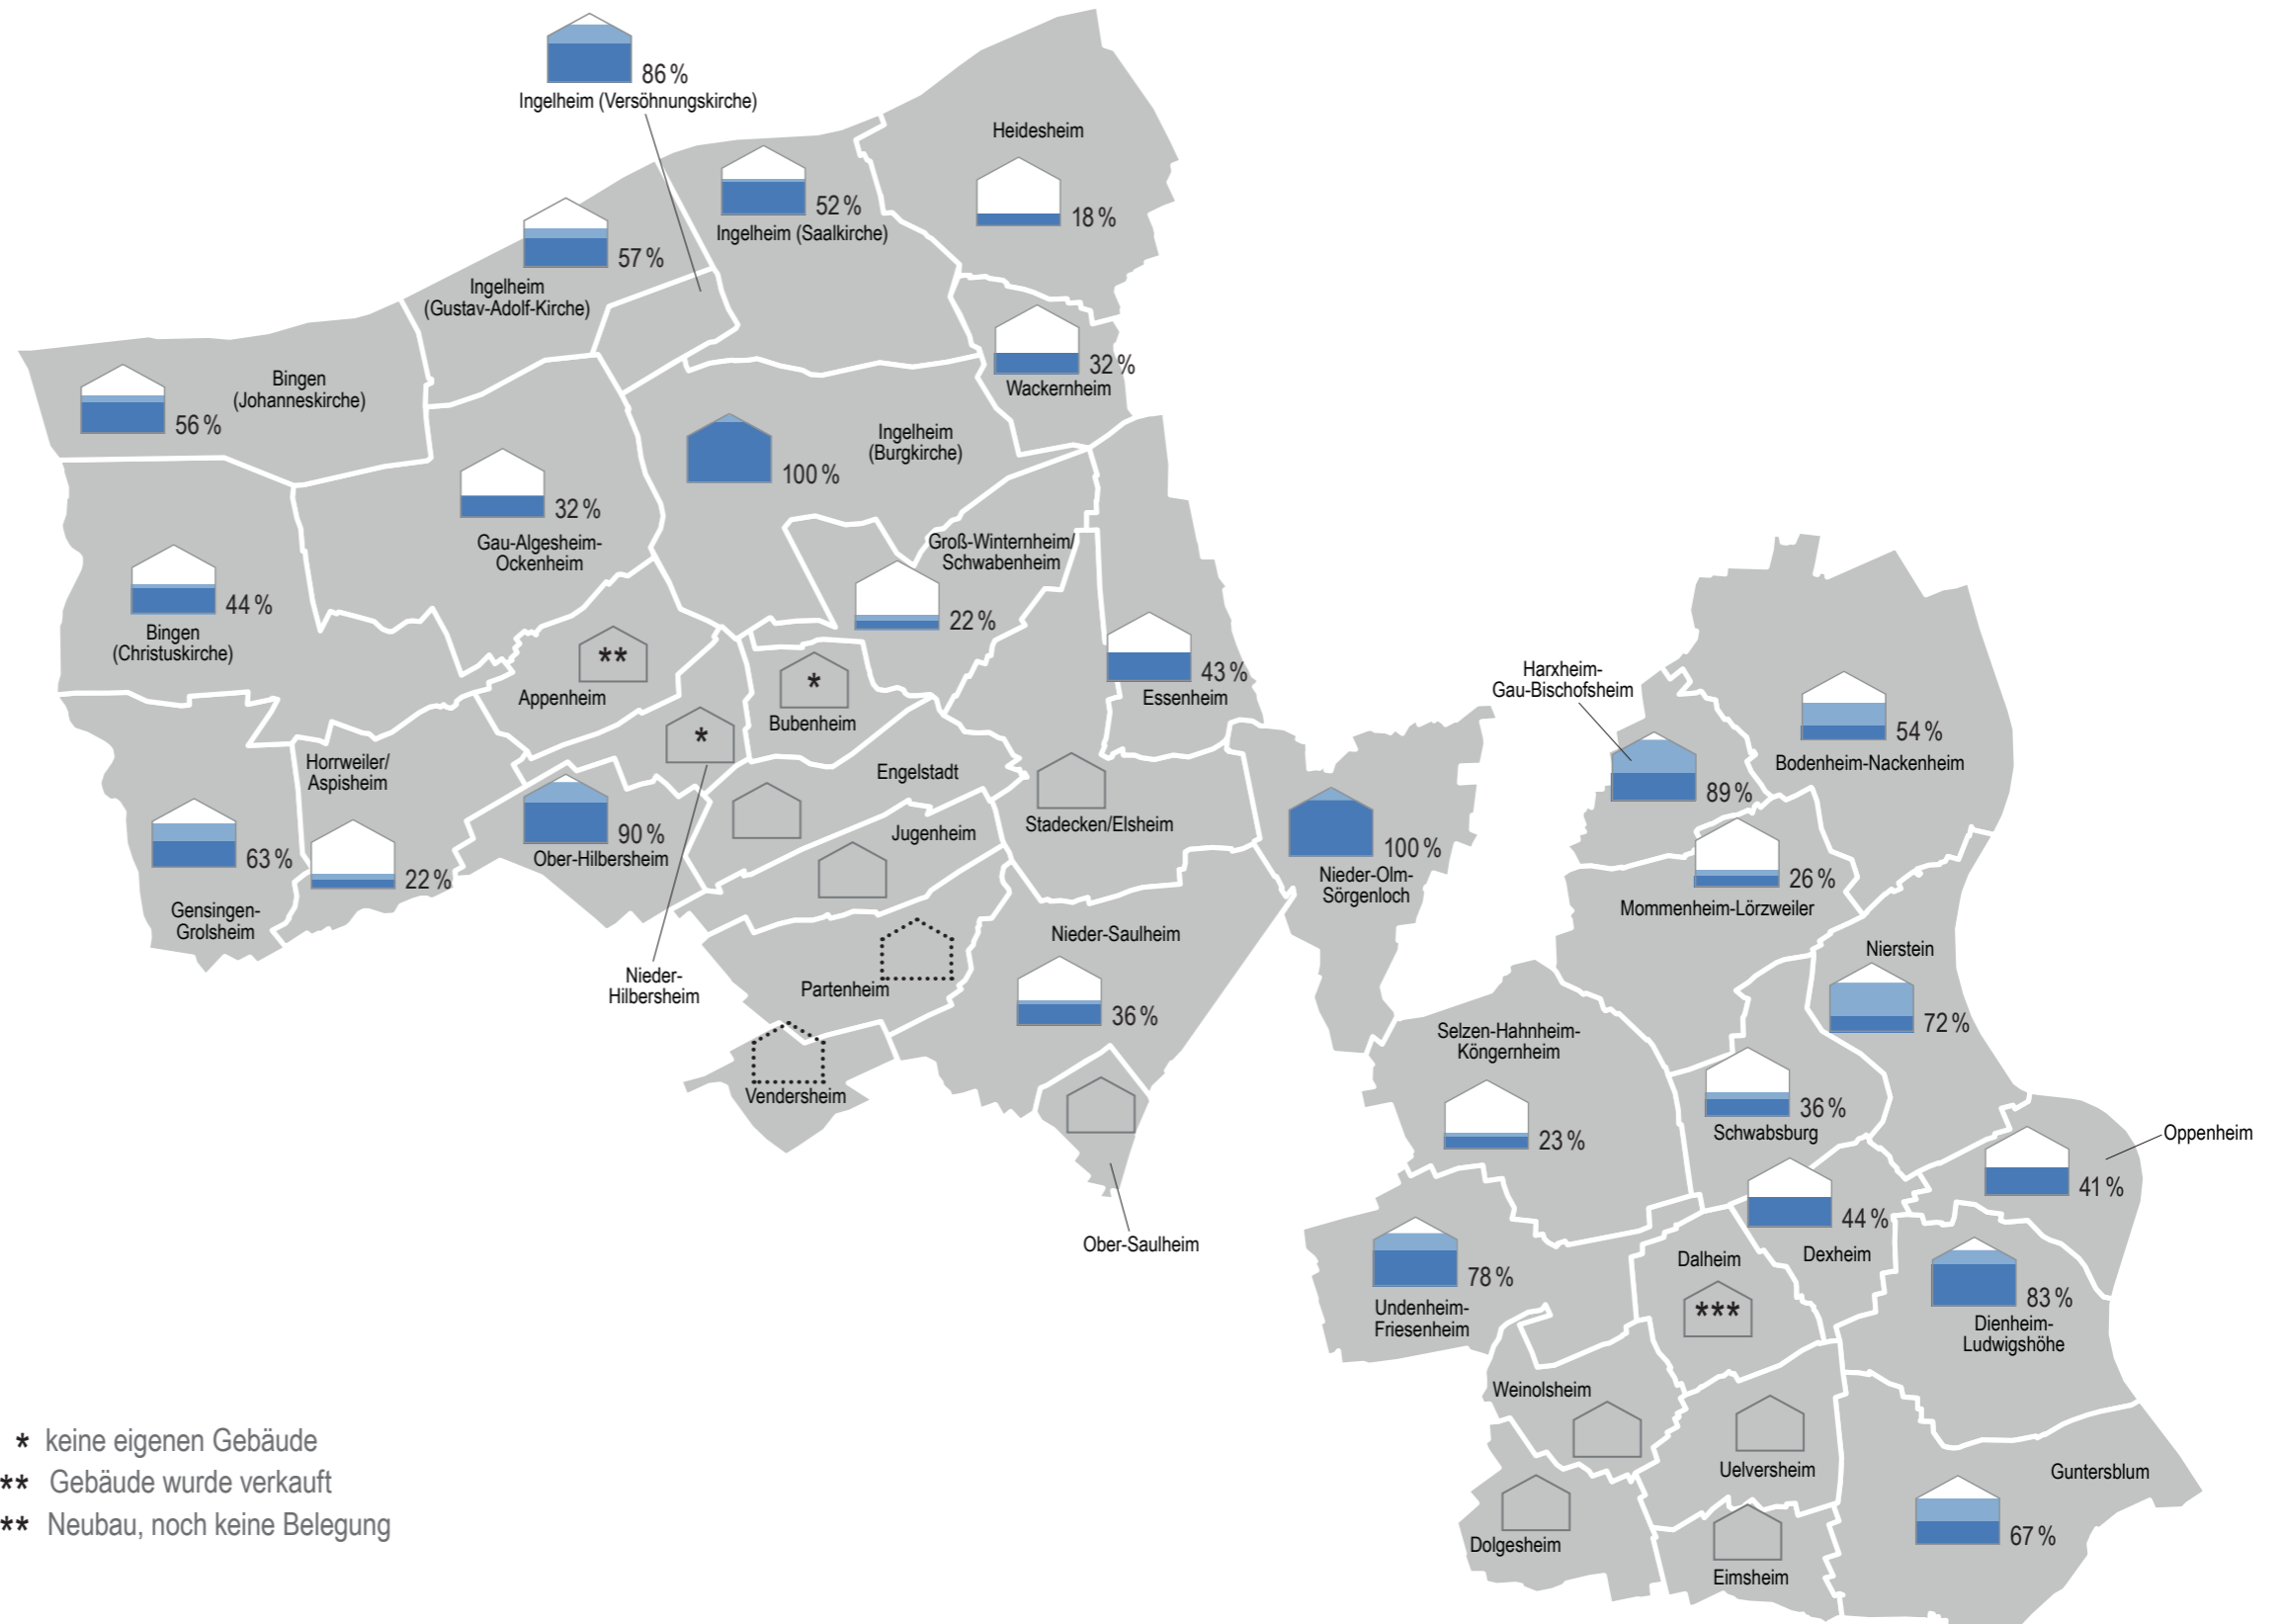 86 %
Ingelheim (Versöhnungskirche)
Heidesheim
18 %
52 %
Ingelheim (Saalkirche)
57 %
Ingelheim
(Gustav-Adolf-Kirche)
32 %
Wackernheim
Bingen
(Johanneskirche)
56 %
Ingelheim
(Burgkirche)
100 %
32 %
Gau-Algesheim-
Ockenheim
Groß-Winternheim/
Schwabenheim
22 %
44 %
Bingen
(Christuskirche)
**
Appenheim
*
Bubenheim
43 %
Essenheim
*
Nieder-
Hilbersheim
Horrweiler/
Aspisheim
22 %
63 %
Gensingen-
Grolsheim
90 %
Ober-Hilbersheim
Engelstadt
Jugenheim
Stadecken/Elsheim
100 %
Nieder-Olm-
Sörgenloch
Partenheim
Vendersheim
Nieder-Saulheim
36 %
Ober-Saulheim
Harxheim-
Gau-Bischofsheim
89 %
54 %
Bodenheim-Nackenheim
26 %
Mommenheim-Lörzweiler
Nierstein
72 %
Selzen-Hahnheim-
Köngernheim
23 %
36 %
Schwabsburg
Oppenheim
41 %
44 %
Dexheim
78 %
Undenheim-
Friesenheim
Dalheim
***
83 %
Dienheim-
Ludwigshöhe
Weinolsheim
Uelversheim
Guntersblum
67 %
Dolgesheim
Eimsheim
* keine eigenen Gebäude
** Gebäude wurde verkauft
** Neubau, noch keine Belegung